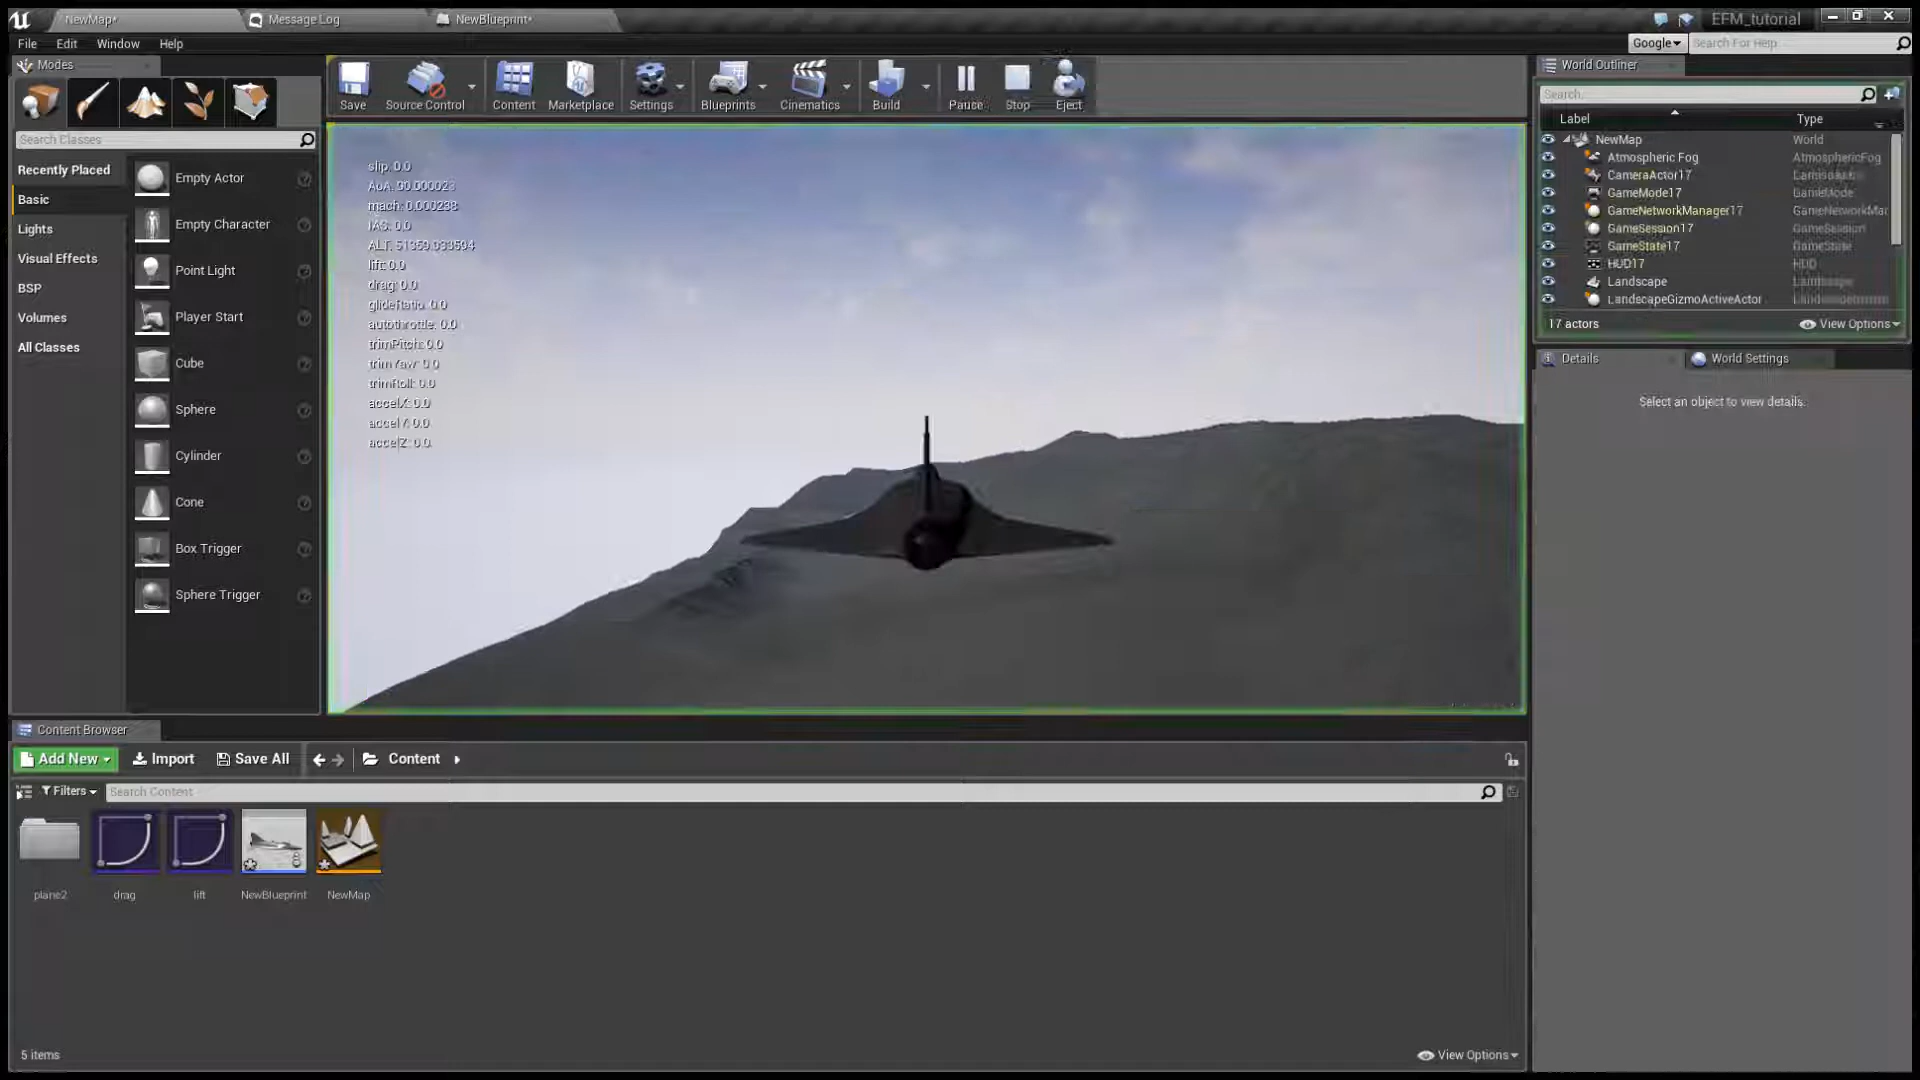 NewMap*
Message Log
NewBlueprint*
EFM_tutorial
File Edit Window Help
Google
Search For Help
Modes
Save
Source Control
Content
Marketplace
Settings
Blueprints
Cinematics
Build
Pause
Stop
Eject
Search Classes
Recently Placed
Basic
Lights
Visual Effects
BSP
Volumes
All Classes
Empty Actor
Empty Character
Point Light
Player Start
Cube
Sphere
Cylinder
Cone
Box Trigger
Sphere Trigger
slip: 0.0
AoA: 90.000023
mach: 0.000238
IAS: 0.0
ALT: 51359.033594
lift: 0.0
drag: 0.0
glideRatio: 0.0
autothrottle: 0.0
trimPitch: 0.0
trimYaw: 0.0
trimRoll: 0.0
accelX: 0.0
accelY: 0.0
accelZ: 0.0
World Outliner
Search...
Label Type
NewMap World
Atmospheric Fog AtmosphericFog
CameraActor17
GameMode17 GameMode
GameNetworkManager17 GameNetworkMar
GameSession17 GameSession
GameState17 GameState
HUD17 HUD
Landscape Landscape
LandscapeGizmoActiveActor
17 actors
View Options
Details
World Settings
Select an object to view details.
Content Browser
Add New
Import
Save All
Content
Filters
Search Content
plane2
drag
lift
NewBlueprint
NewMap
5 items
View Options